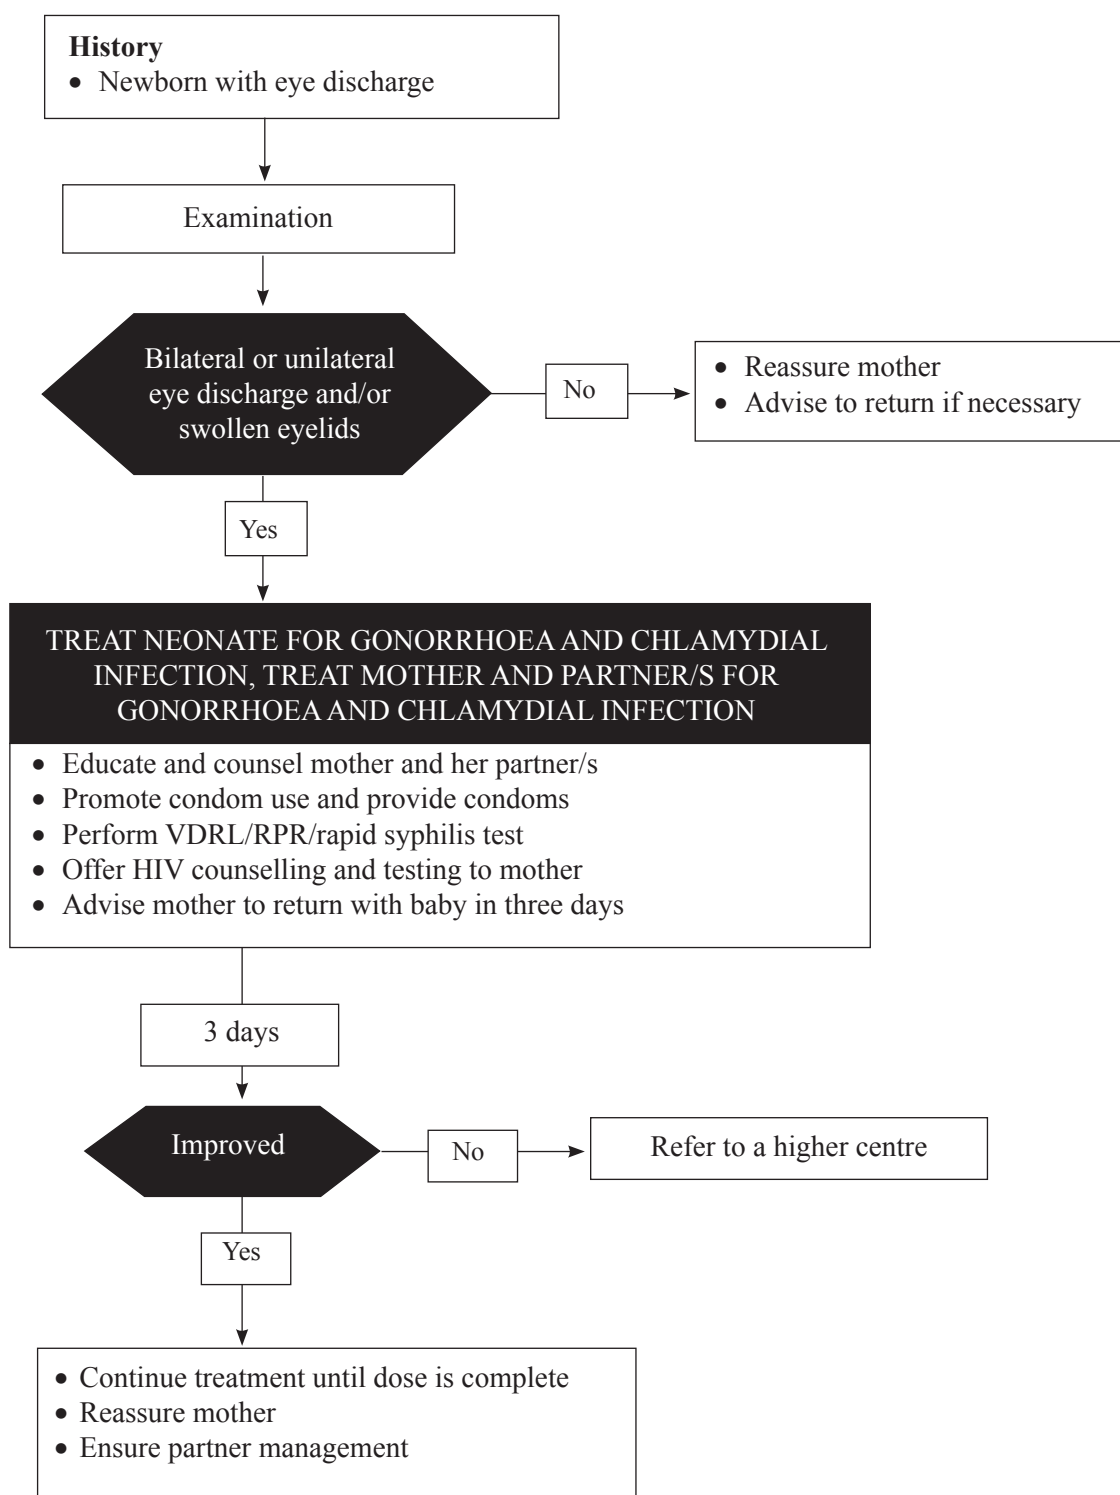 History
• Newborn with eye discharge
Examination
Bilateral or unilateral
eye discharge and/or
swollen eyelids
No
• Reassure mother
• Advise to return if necessary
Yes
TREAT NEONATE FOR GONORRHOEA AND CHLAMYDIAL
INFECTION, TREAT MOTHER AND PARTNER/S FOR
GONORRHOEA AND CHLAMYDIAL INFECTION
• Educate and counsel mother and her partner/s
• Promote condom use and provide condoms
• Perform VDRL/RPR/rapid syphilis test
• Offer HIV counselling and testing to mother
• Advise mother to return with baby in three days
3 days
Improved
No
Refer to a higher centre
Yes
• Continue treatment until dose is complete
• Reassure mother
• Ensure partner management